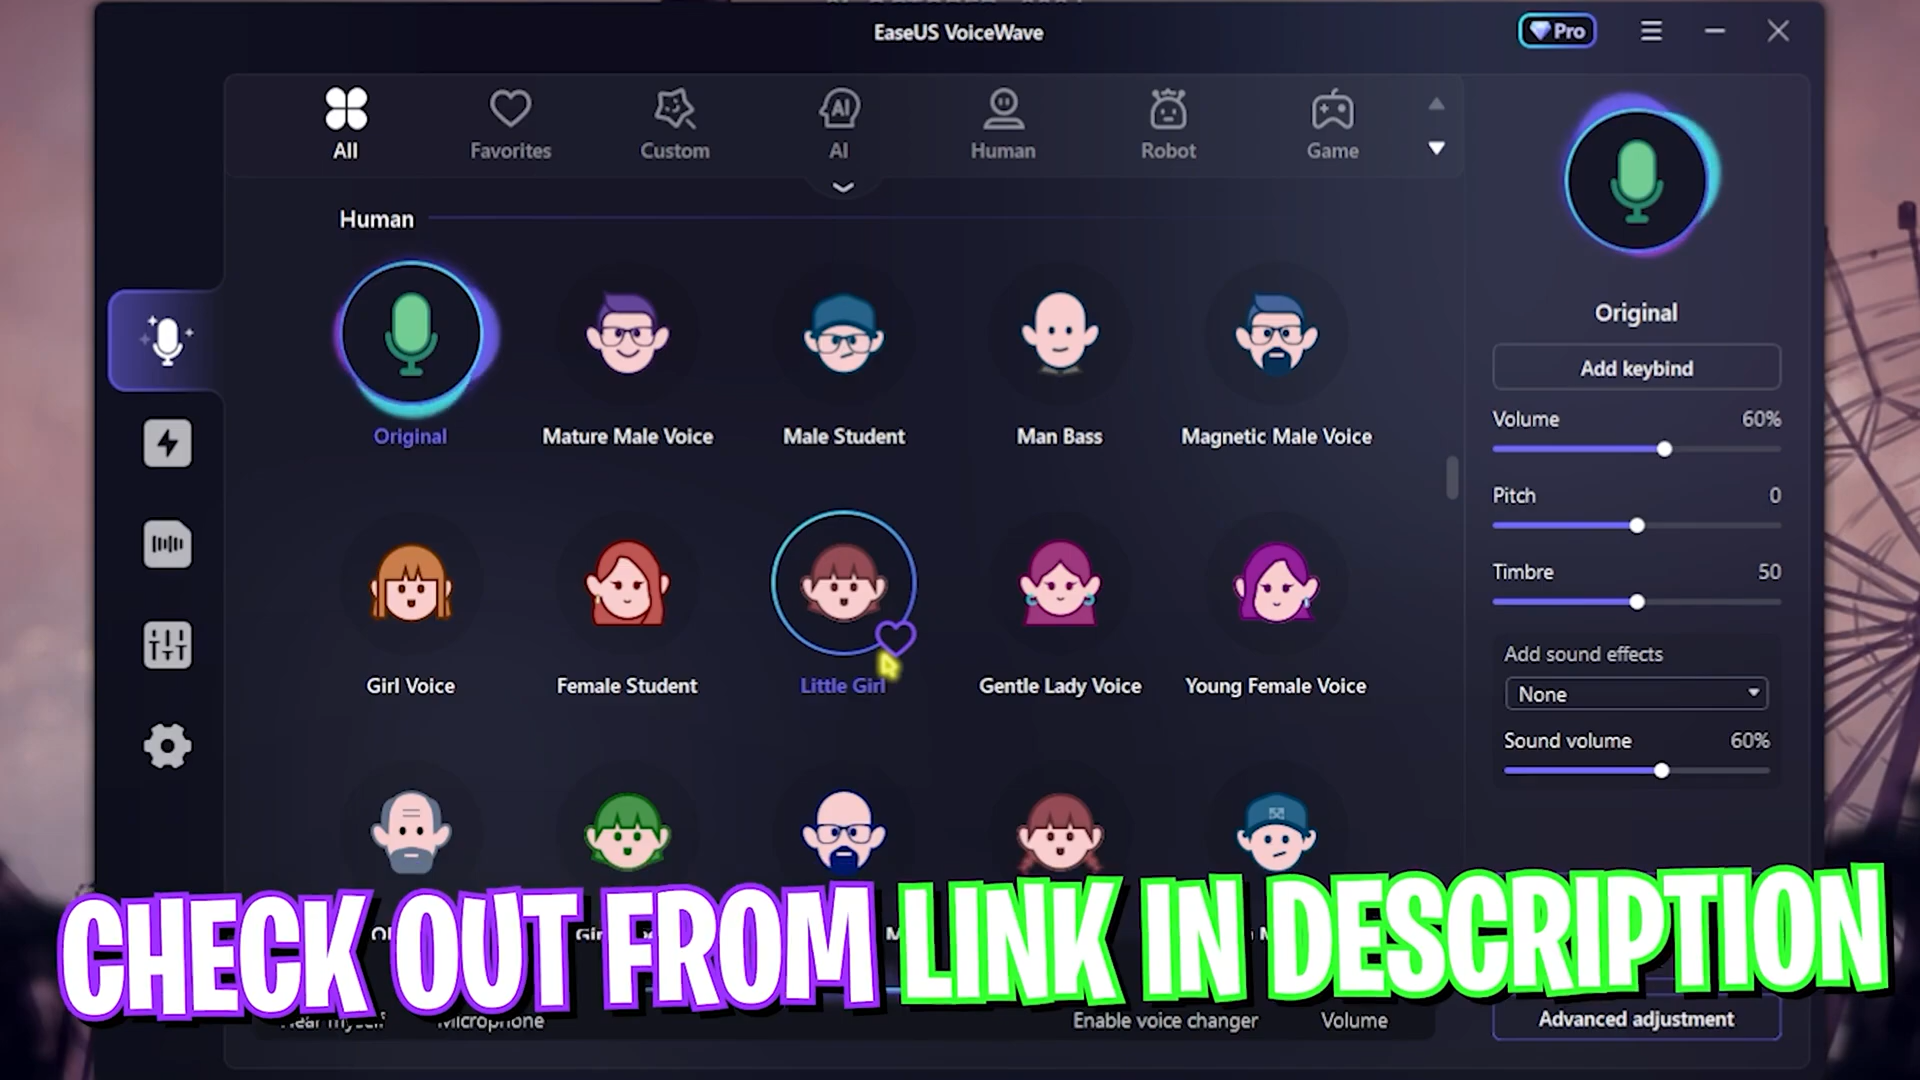 EaseUS VoiceWave
Pro
All
Favorites
Custom
AI
Human
Robot
Game
Human
Original
Mature Male Voice
Male Student
Man Bass
Magnetic Male Voice
Girl Voice
Female Student
Little Girl
Gentle Lady Voice
Young Female Voice
Original
Add keybind
Volume 60%
Pitch 0
Timbre 50
Add sound effects
None
Sound volume 60%
CHECK OUT FROM LINK IN DESCRIPTION
Hear myself
Microphone
Enable voice changer
Volume
Advanced adjustment